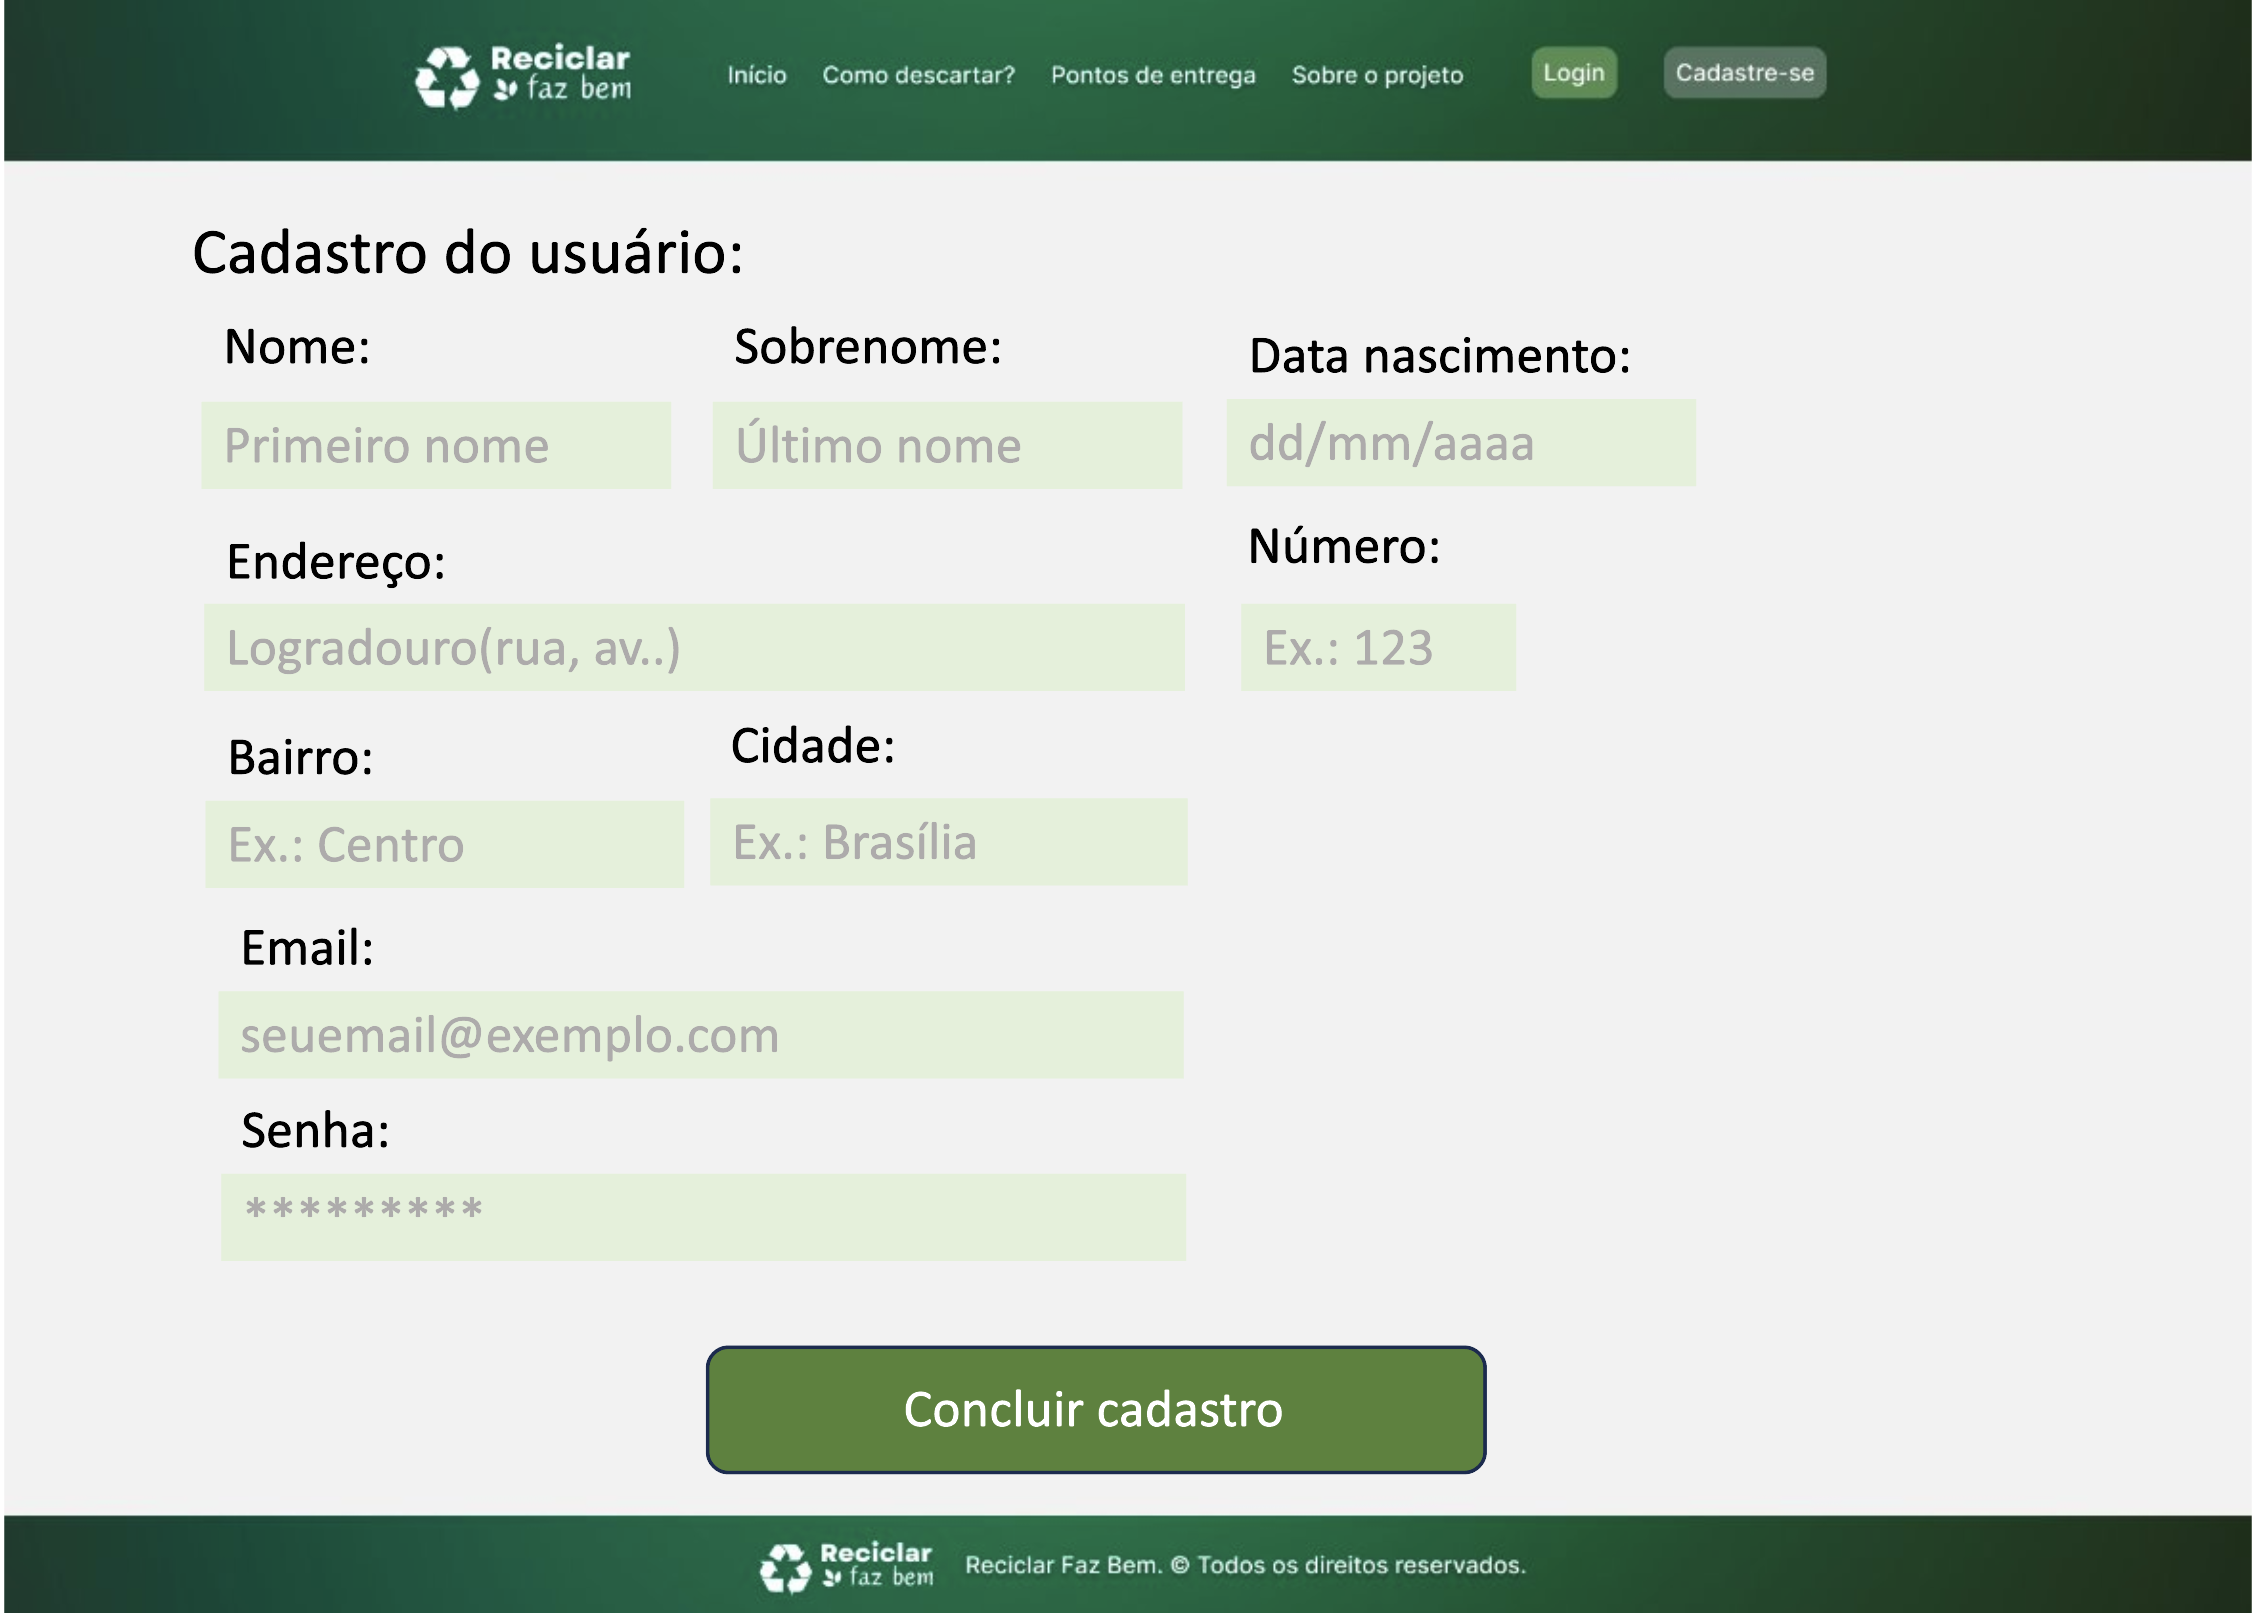 Reciclar
faz bem
Início Como descartar? Pontos de entrega Sobre o projeto Login Cadastre-se
Cadastro do usuário:
Nome: Sobrenome: Data nascimento:
Primeiro nome Último nome dd/mm/aaaa
Endereço: Número:
Logradouro(rua, av..) Ex.: 123
Bairro: Cidade:
Ex.: Centro Ex.: Brasília
Email:
seuemail@exemplo.com
Senha:
*********
Concluir cadastro
Reciclar
faz bem
Reciclar Faz Bem. © Todos os direitos reservados.